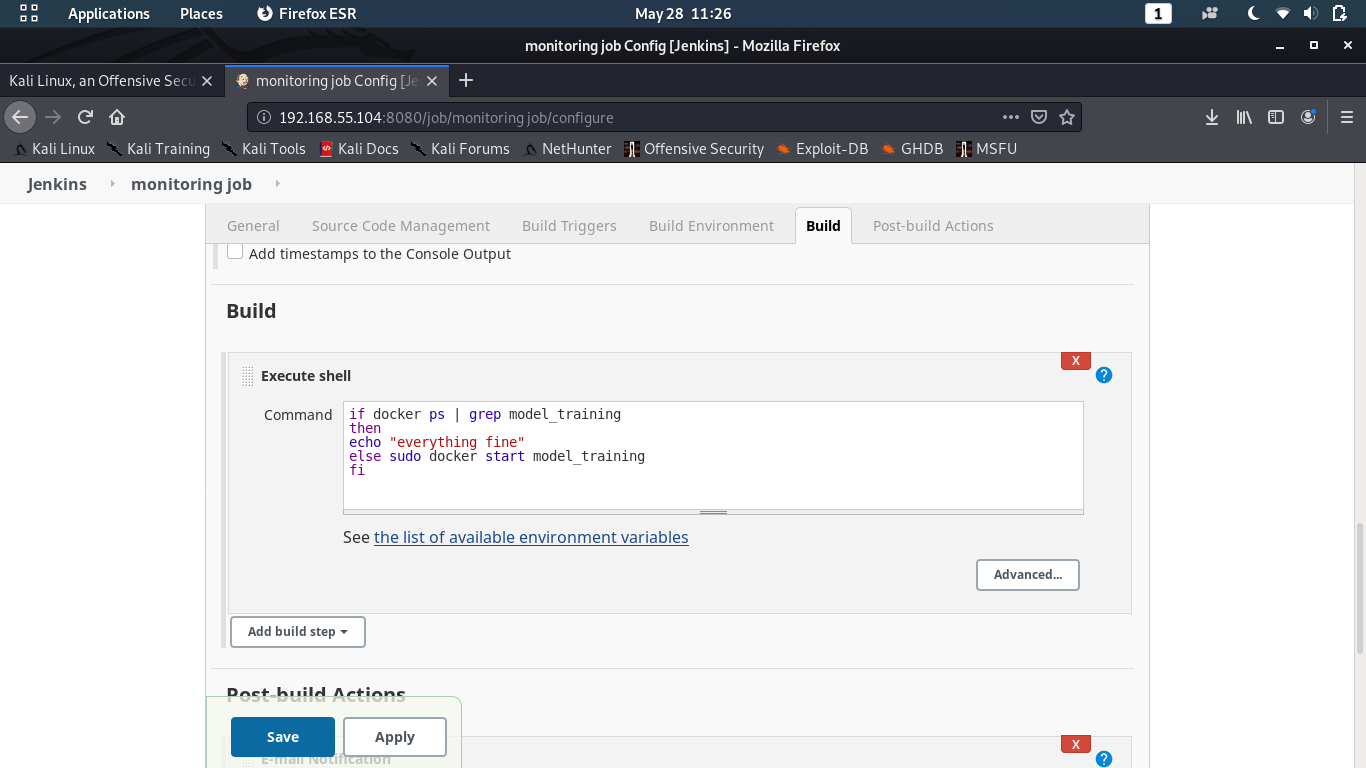 Applications Places Firefox ESR May 28 11:26 1
monitoring job Config [Jenkins] - Mozilla Firefox
Kali Linux, an Offensive Secu monitoring job Config [Je
192.168.55.104:8080/job/monitoring job/configure
Kali Linux Kali Training Kali Tools Kali Docs Kali Forums NetHunter Offensive Security Exploit-DB GHDB MSFU
Jenkins monitoring job
General Source Code Management Build Triggers Build Environment Build Post-build Actions
Add timestamps to the Console Output
Build
X
Execute shell ?
Command
if docker ps | grep model_training
then
echo "everything fine"
else sudo docker start model_training
fi
See the list of available environment variables
Advanced...
Add build step
Post-build Actions
Save Apply
X
E-mail Notification ?